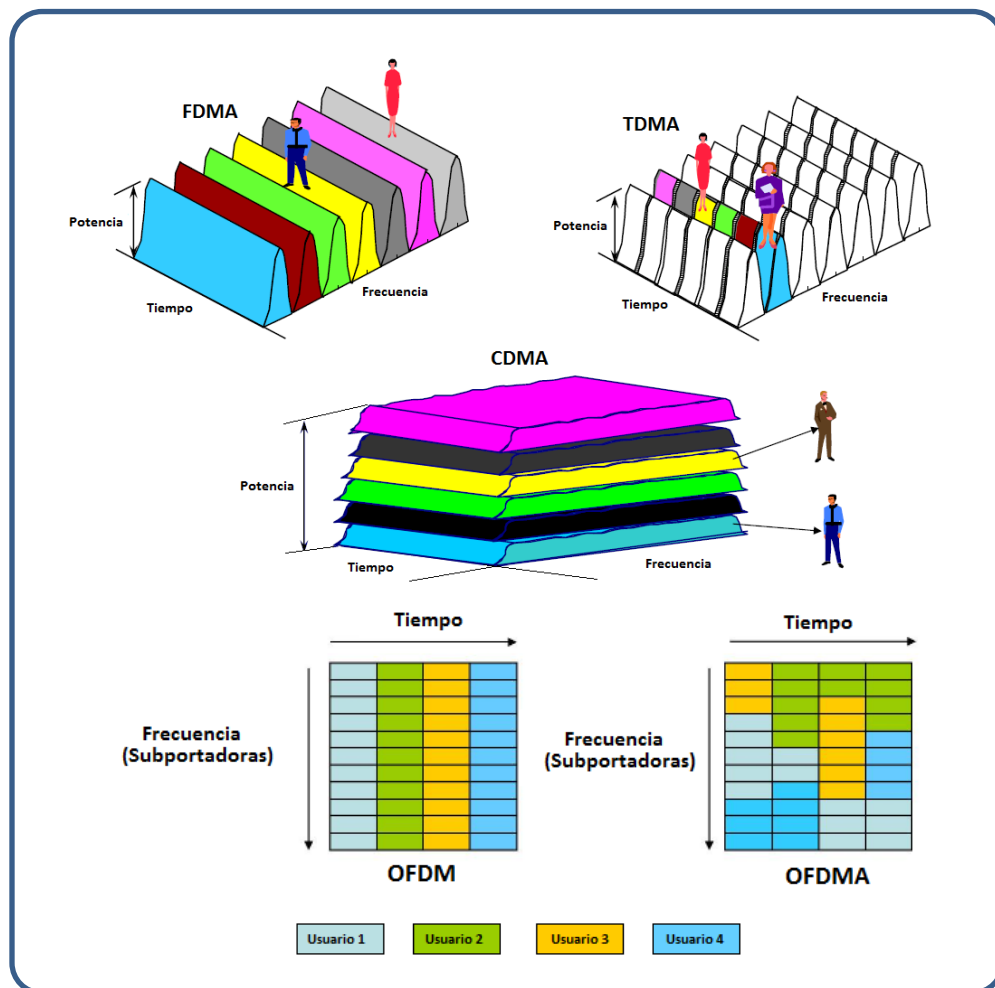 FDMA
Potencia
Tiempo
Frecuencia
TDMA
Potencia
Tiempo
Frecuencia
CDMA
Potencia
Tiempo
Frecuencia
Tiempo
Frecuencia
(Subportadoras)
OFDM
Tiempo
Frecuencia
(Subportadoras)
OFDMA
Usuario 1
Usuario 2
Usuario 3
Usuario 4